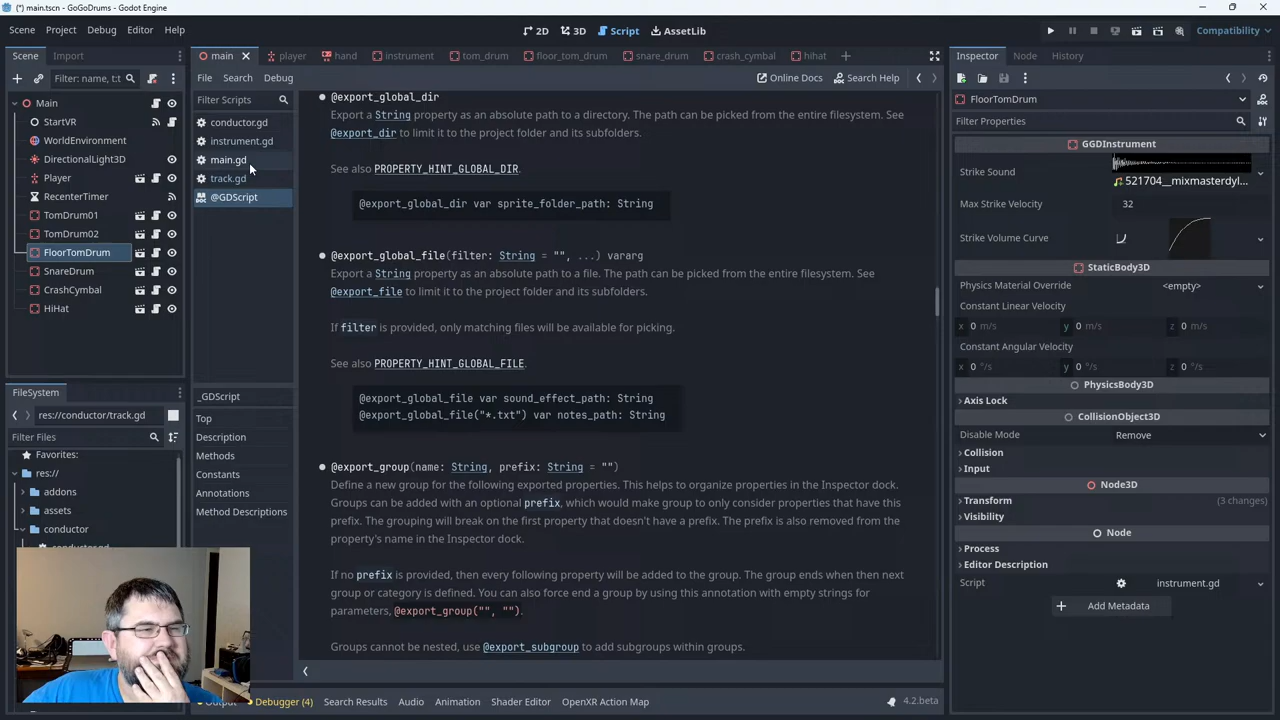 (*) main.tscn - GoGoDrums - Godot Engine
Scene Project Debug Editor Help
2D 3D Script AssetLib
Compatibility
Scene Import
Filter: name, t:t
Main
StartVR
WorldEnvironment
DirectionalLight3D
Player
RecenterTimer
TomDrum01
TomDrum02
FloorTomDrum
SnareDrum
CrashCymbal
HiHat
FileSystem
res://conductor/track.gd
Filter Files
Favorites:
res://
addons
assets
conductor
main player hand instrument tom_drum floor_tom_drum snare_drum crash_cymbal hihat
File Search Debug
Online Docs Search Help
Filter Scripts
conductor.gd
instrument.gd
main.gd
track.gd
@GDScript
_GDScript
Top
Description
Methods
Constants
Annotations
Method Descriptions
@export_global_dir
Export a String property as an absolute path to a directory. The path can be picked from the entire filesystem. See
@export_dir to limit it to the project folder and its subfolders.
See also PROPERTY_HINT_GLOBAL_DIR.
@export_global_dir var sprite_folder_path: String
@export_global_file(filter: String = "", ...) vararg
Export a String property as an absolute path to a file. The path can be picked from the entire filesystem. See
@export_file to limit it to the project folder and its subfolders.
If filter is provided, only matching files will be available for picking.
See also PROPERTY_HINT_GLOBAL_FILE.
@export_global_file var sound_effect_path: String
@export_global_file("*.txt") var notes_path: String
@export_group(name: String, prefix: String = "")
Define a new group for the following exported properties. This helps to organize properties in the Inspector dock.
Groups can be added with an optional prefix, which would make group to only consider properties that have this
prefix. The grouping will break on the first property that doesn't have a prefix. The prefix is also removed from the
property's name in the Inspector dock.
If no prefix is provided, then every following property will be added to the group. The group ends when then next
group or category is defined. You can also force end a group by using this annotation with empty strings for
parameters, @export_group("", "").
Groups cannot be nested, use @export_subgroup to add subgroups within groups.
Debugger (4) Search Results Audio Animation Shader Editor OpenXR Action Map
4.2.beta
Inspector Node History
FloorTomDrum
Filter Properties
GGDInstrument
Strike Sound
521704__mixmasterdyl...
Max Strike Velocity 32
Strike Volume Curve
StaticBody3D
Physics Material Override <empty>
Constant Linear Velocity
x 0 m/s y 0 m/s z 0 m/s
Constant Angular Velocity
x 0 °/s y 0 °/s z 0 °/s
PhysicsBody3D
Axis Lock
CollisionObject3D
Disable Mode Remove
Collision
Input
Node3D
Transform (3 changes)
Visibility
Node
Process
Editor Description
Script instrument.gd
Add Metadata